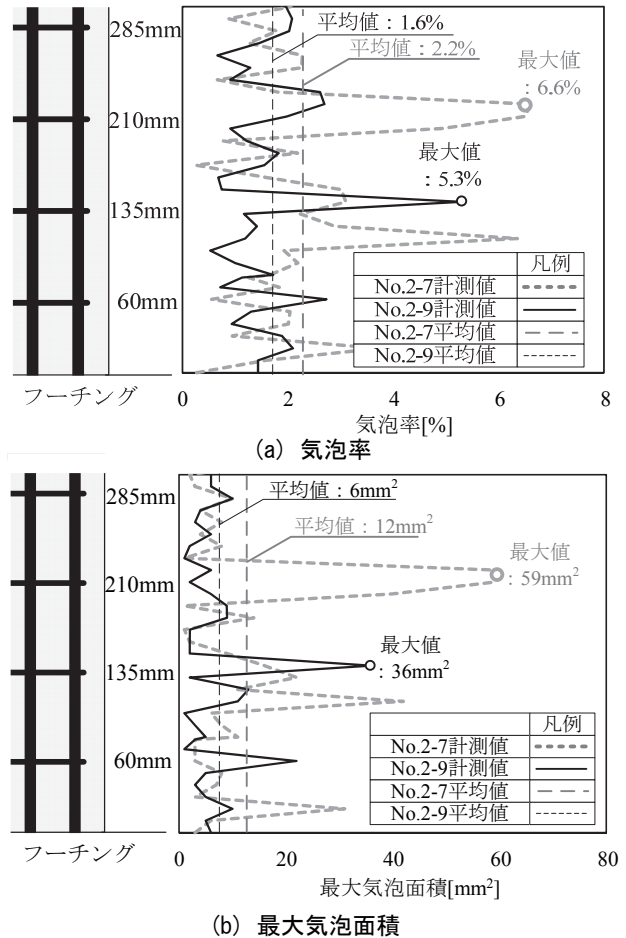 285mm
210mm
135mm
60mm
フーチング
平均値：1.6%
平均値：2.2%
最大値
：6.6%
最大値
：5.3%
凡例
No.2-7計測値
No.2-9計測値
No.2-7平均値
No.2-9平均値
0 2 4 6 8
気泡率[%]
(a) 気泡率
285mm
210mm
135mm
60mm
フーチング
平均値：6mm²
平均値：12mm²
最大値
：59mm²
最大値
：36mm²
凡例
No.2-7計測値
No.2-9計測値
No.2-7平均値
No.2-9平均値
0 20 40 60 80
最大気泡面積[mm²]
(b) 最大気泡面積